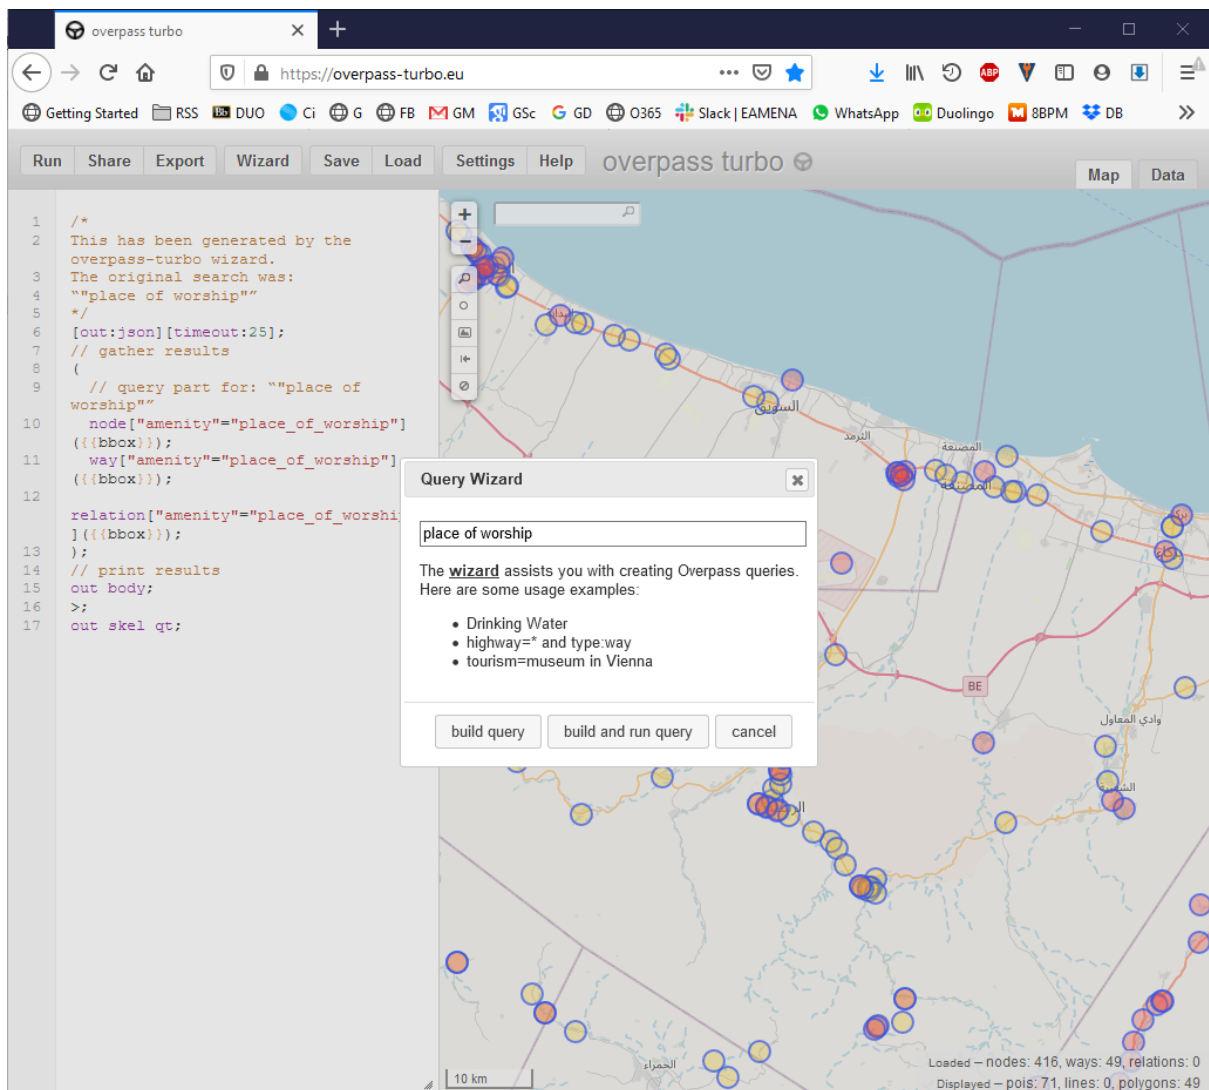 overpass turbo
https://overpass-turbo.eu
Getting Started RSS DUO Ci G FB GM GSc GD O365 Slack | EAMENA WhatsApp Duolingo 8BPM DB
Run Share Export Wizard Save Load Settings Help overpass turbo Map Data
1 /*
2 This has been generated by the
overpass-turbo wizard.
3 The original search was:
4 “"place of worship"”
5 */
6 [out:json][timeout:25];
7 // gather results
8 (
9 // query part for: “"place of
worship"”
10 node["amenity"="place_of_worship"]
({{bbox}});
11 way["amenity"="place_of_worship"]
({{bbox}});
12
relation["amenity"="place_of_worshi
]({{bbox}});
13 );
14 // print results
15 out body;
16 >;
17 out skel qt;
+
−
Query Wizard
place of worship
The wizard assists you with creating Overpass queries.
Here are some usage examples:
• Drinking Water
• highway=* and type:way
• tourism=museum in Vienna
build query build and run query cancel
السويق
الثرمد
المصنعة
المصنعة
BE
وادي المعاول
الحمراء
10 km
Loaded – nodes: 416, ways: 49, relations: 0
Displayed – pois: 71, lines: 0, polygons: 49
ABP